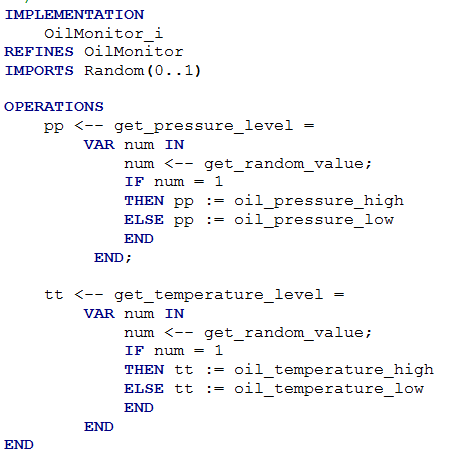 IMPLEMENTATION
OilMonitor_i
REFINES OilMonitor
IMPORTS Random(0..1)
OPERATIONS
pp <-- get_pressure_level =
VAR num IN
num <-- get_random_value;
IF num = 1
THEN pp := oil_pressure_high
ELSE pp := oil_pressure_low
END
END;
tt <-- get_temperature_level =
VAR num IN
num <-- get_random_value;
IF num = 1
THEN tt := oil_temperature_high
ELSE tt := oil_temperature_low
END
END
END